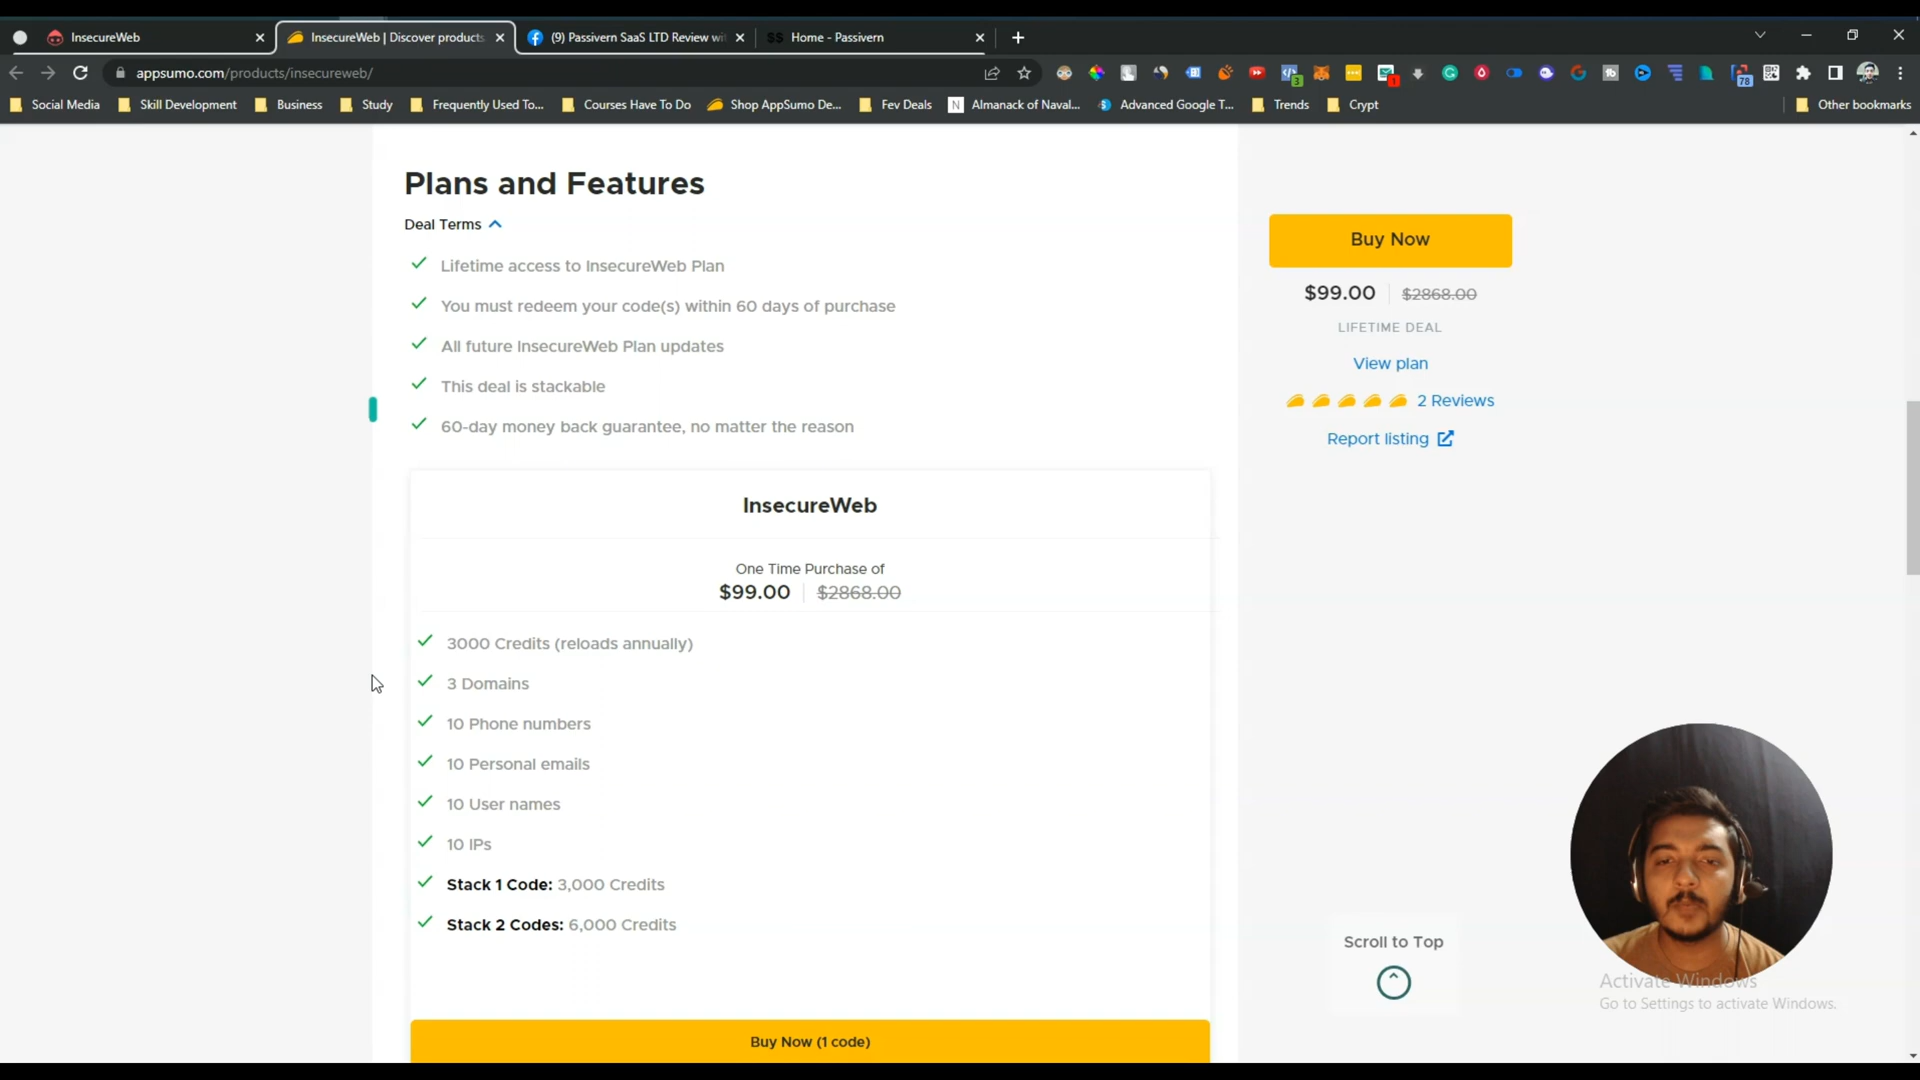 InsecureWeb
InsecureWeb | Discover products.
(9) Passivern SaaS LTD Review wi
$$ Home - Passivern
appsumo.com/products/insecureweb/
3
1
78
Social Media
Skill Development
Business
Study
Frequently Used To...
Courses Have To Do
Shop AppSumo De...
Fev Deals
N Almanack of Naval...
Advanced Google T...
Trends
Crypt
Other bookmarks
Plans and Features
Deal Terms
Lifetime access to InsecureWeb Plan
You must redeem your code(s) within 60 days of purchase
All future InsecureWeb Plan updates
This deal is stackable
60-day money back guarantee, no matter the reason
InsecureWeb
One Time Purchase of
$99.00 $2868.00
3000 Credits (reloads annually)
3 Domains
10 Phone numbers
10 Personal emails
10 User names
10 IPs
Stack 1 Code: 3,000 Credits
Stack 2 Codes: 6,000 Credits
Buy Now (1 code)
Buy Now
$99.00 $2868.00
LIFETIME DEAL
View plan
2 Reviews
Report listing
Scroll to Top
Activate Windows
Go to Settings to activate Windows.